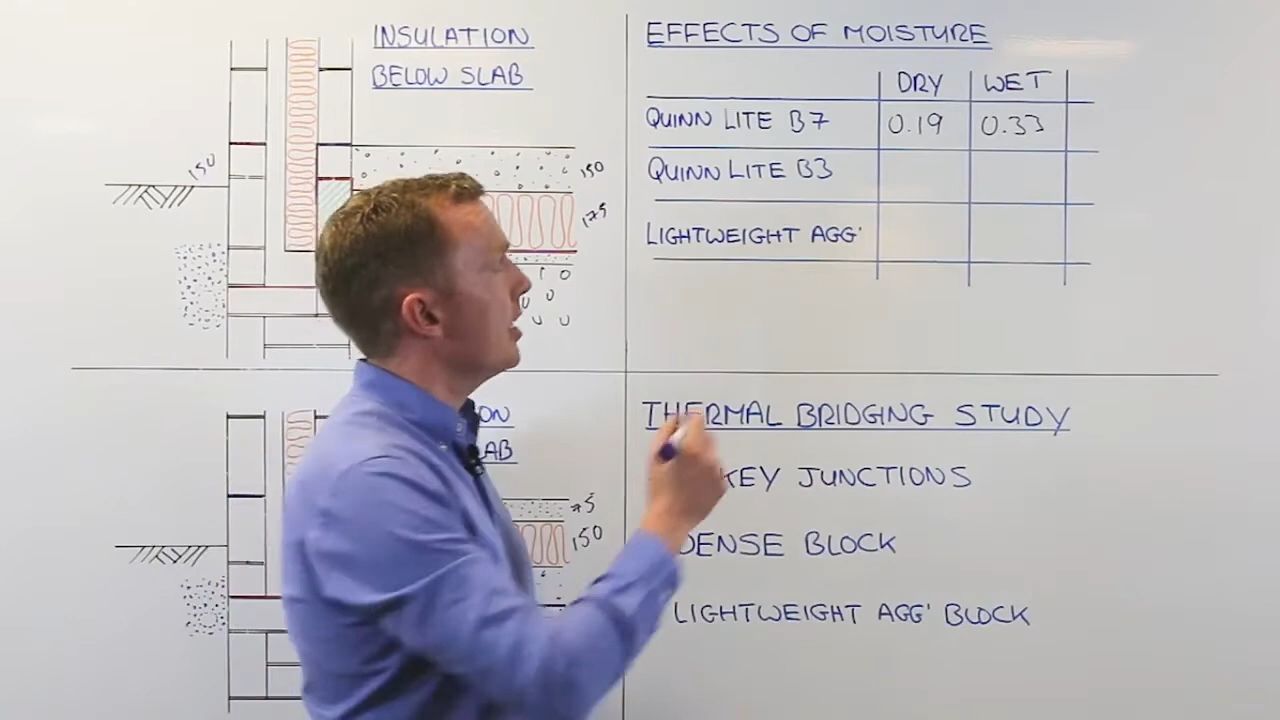 INSULATION
BELOW SLAB
150
150
175
EFFECTS OF MOISTURE
DRY WET
QUINN LITE B7 0.19 0.33
QUINN LITE B3
LIGHTWEIGHT AGG'
75
150
THERMAL BRIDGING STUDY
KEY JUNCTIONS
DENSE BLOCK
LIGHTWEIGHT AGG' BLOCK